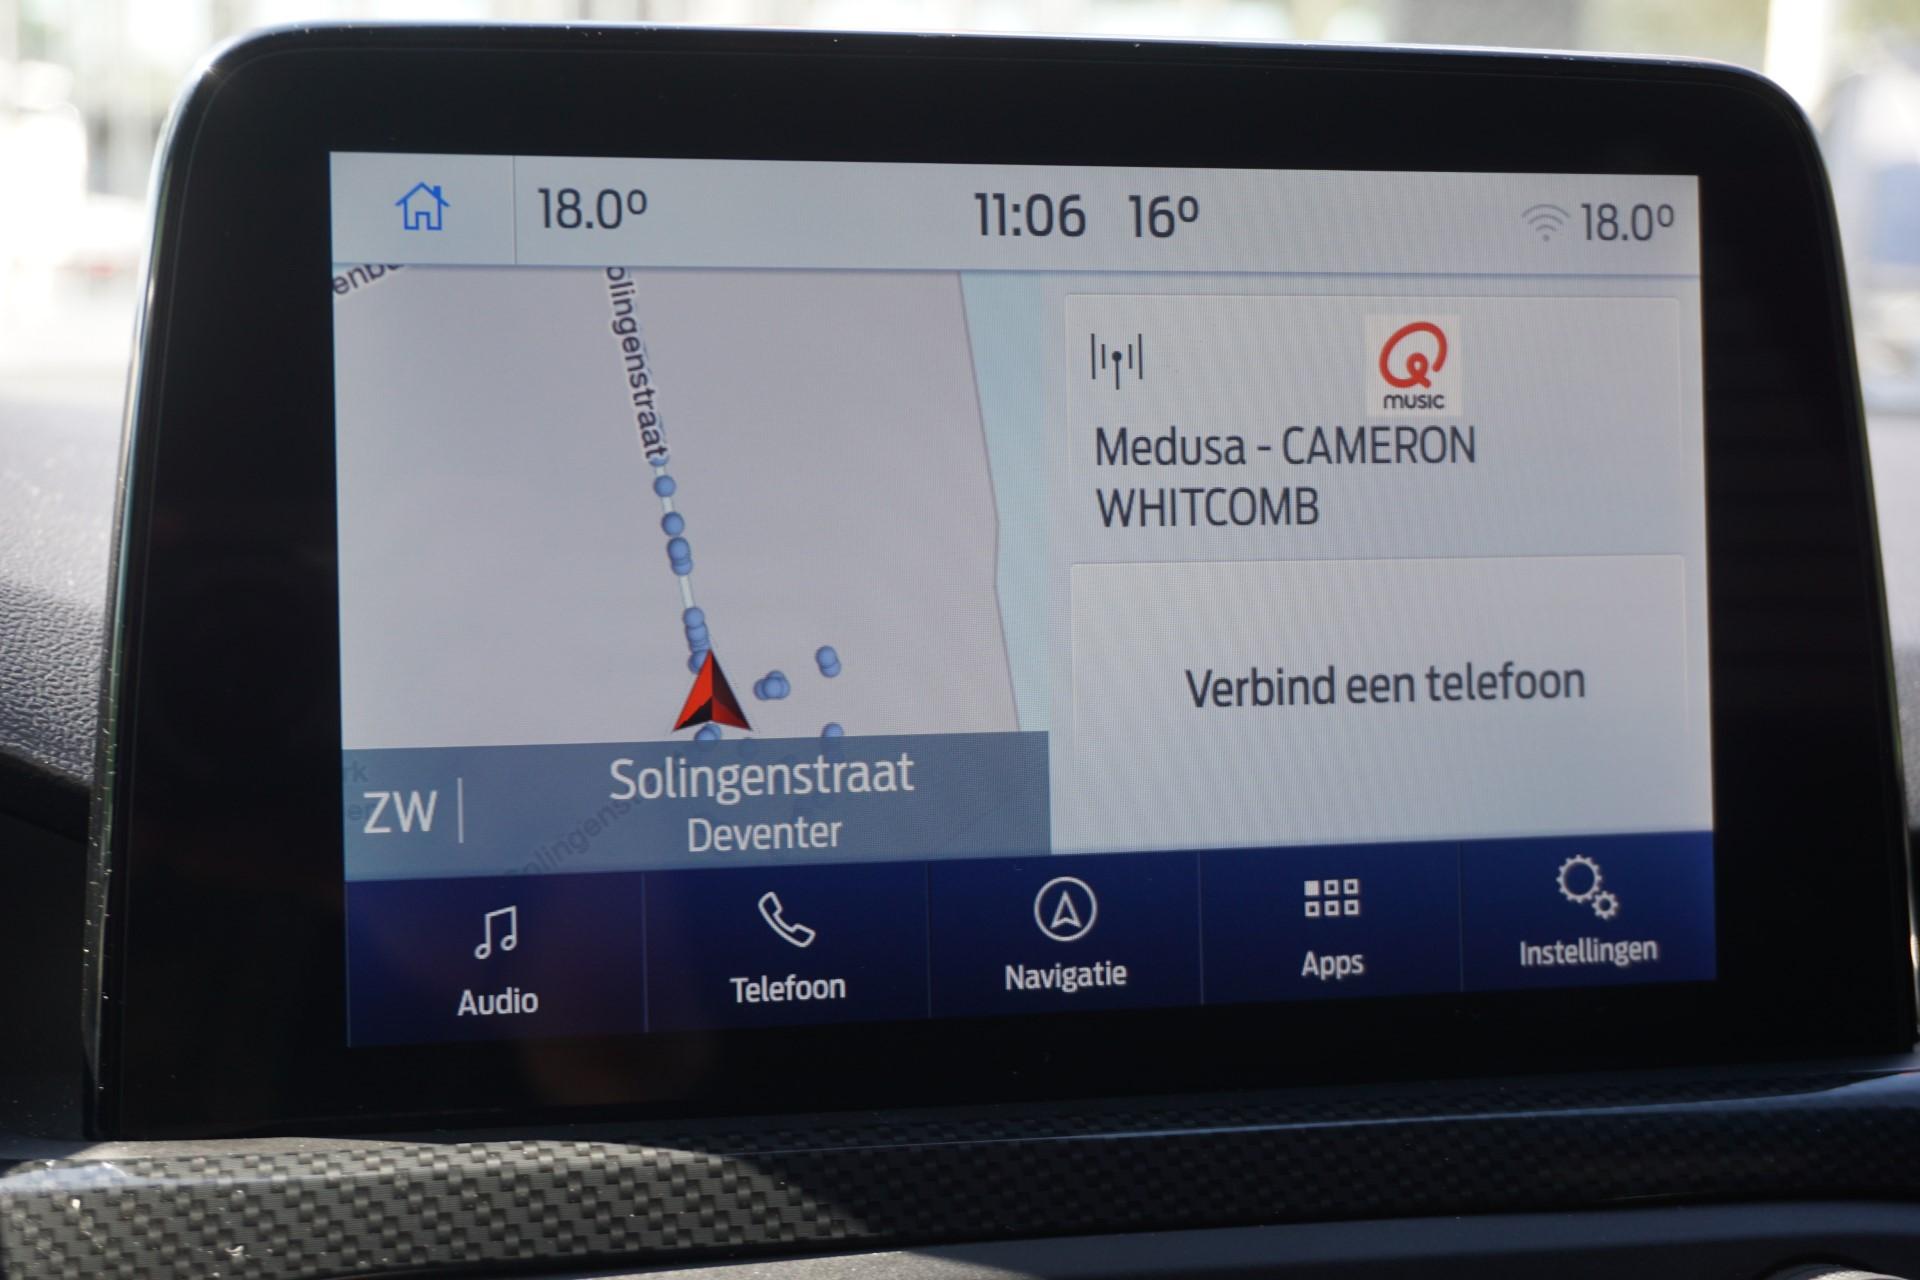 18.0° 11:06 16° 18.0°
Solingenstraat
music
Medusa - CAMERON
WHITCOMB
Verbind een telefoon
ZW
Solingenstraat
Deventer
Audio Telefoon Navigatie Apps Instellingen